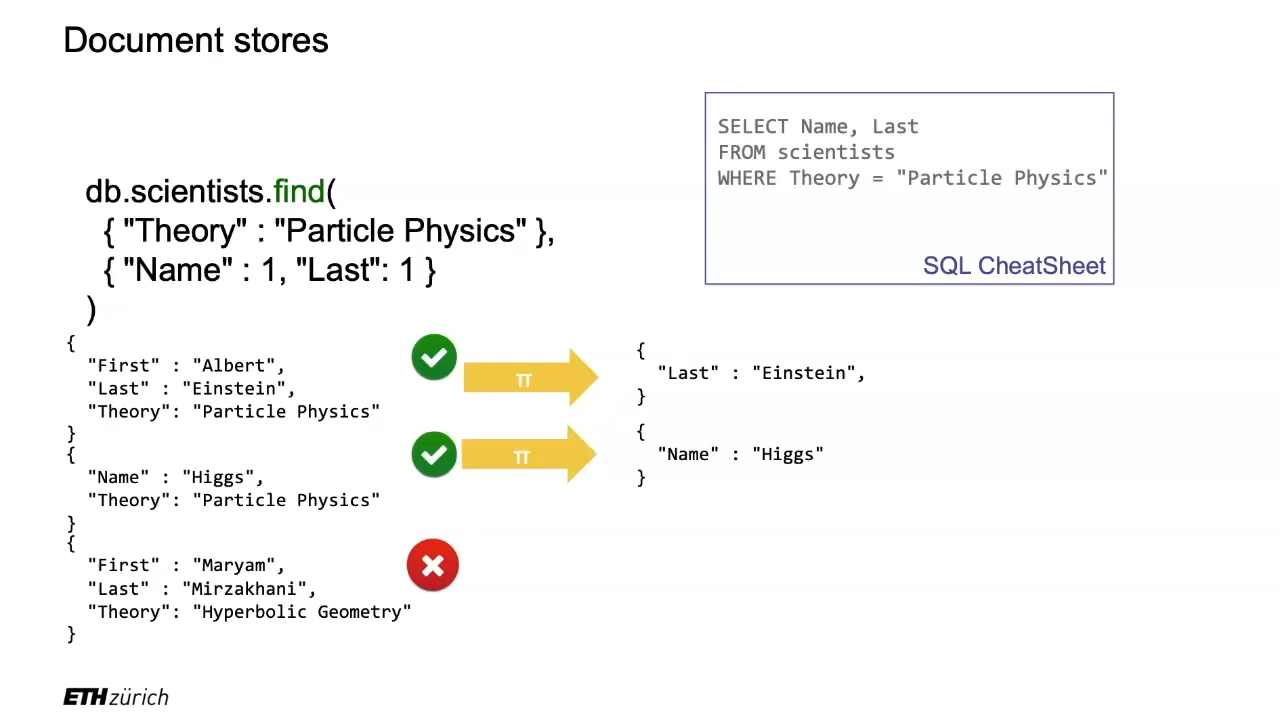 Document stores
SELECT Name, Last
FROM scientists
WHERE Theory = "Particle Physics"
SQL CheatSheet
db.scientists.find(
{ "Theory" : "Particle Physics" },
{ "Name" : 1, "Last": 1 }
)
{
"First" : "Albert",
"Last" : "Einstein",
"Theory": "Particle Physics"
}
π
{
"Last" : "Einstein",
}
{
"Name" : "Higgs",
"Theory": "Particle Physics"
}
π
{
"Name" : "Higgs"
}
{
"First" : "Maryam",
"Last" : "Mirzakhani",
"Theory": "Hyperbolic Geometry"
}
ETH zürich